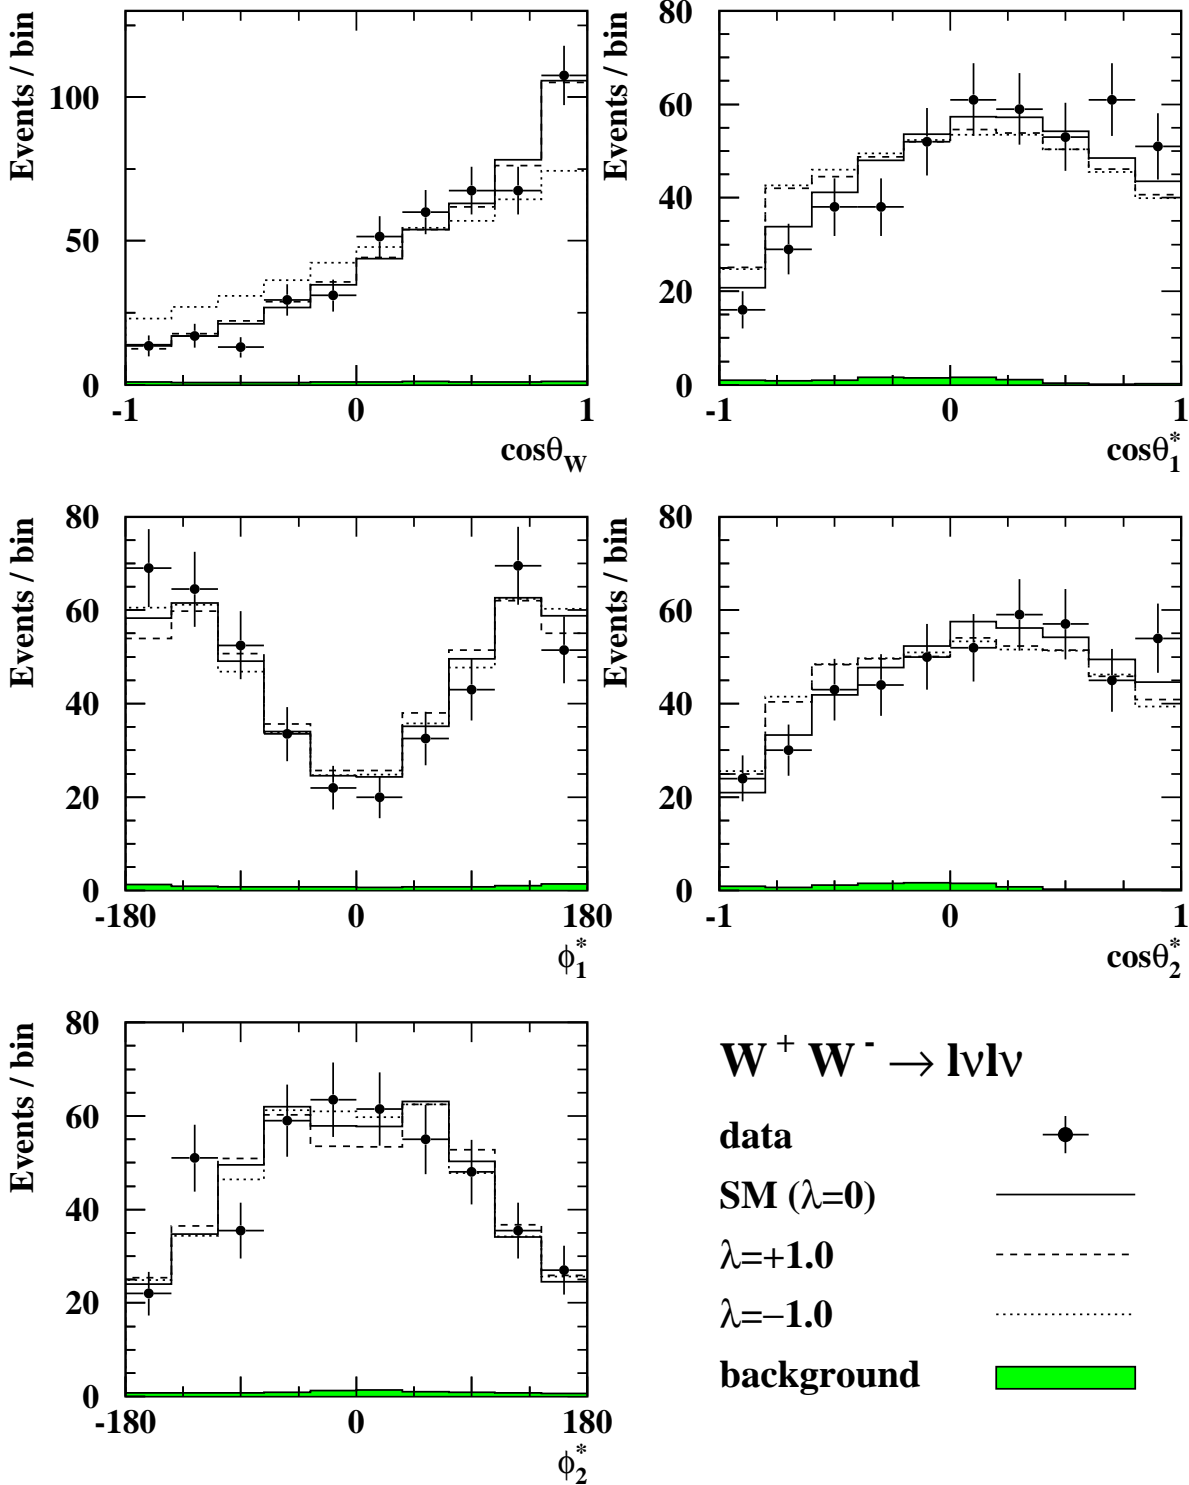 Events / bin
100
50
0
-1
0
1
cosθW
Events / bin
80
60
40
20
0
-1
0
1
cosθ1*
Events / bin
80
60
40
20
0
-180
0
180
ϕ1*
Events / bin
80
60
40
20
0
-1
0
1
cosθ2*
Events / bin
80
60
40
20
0
-180
0
180
ϕ2*
W+ W- → lνlν
data
SM (λ=0)
λ=+1.0
λ=−1.0
background